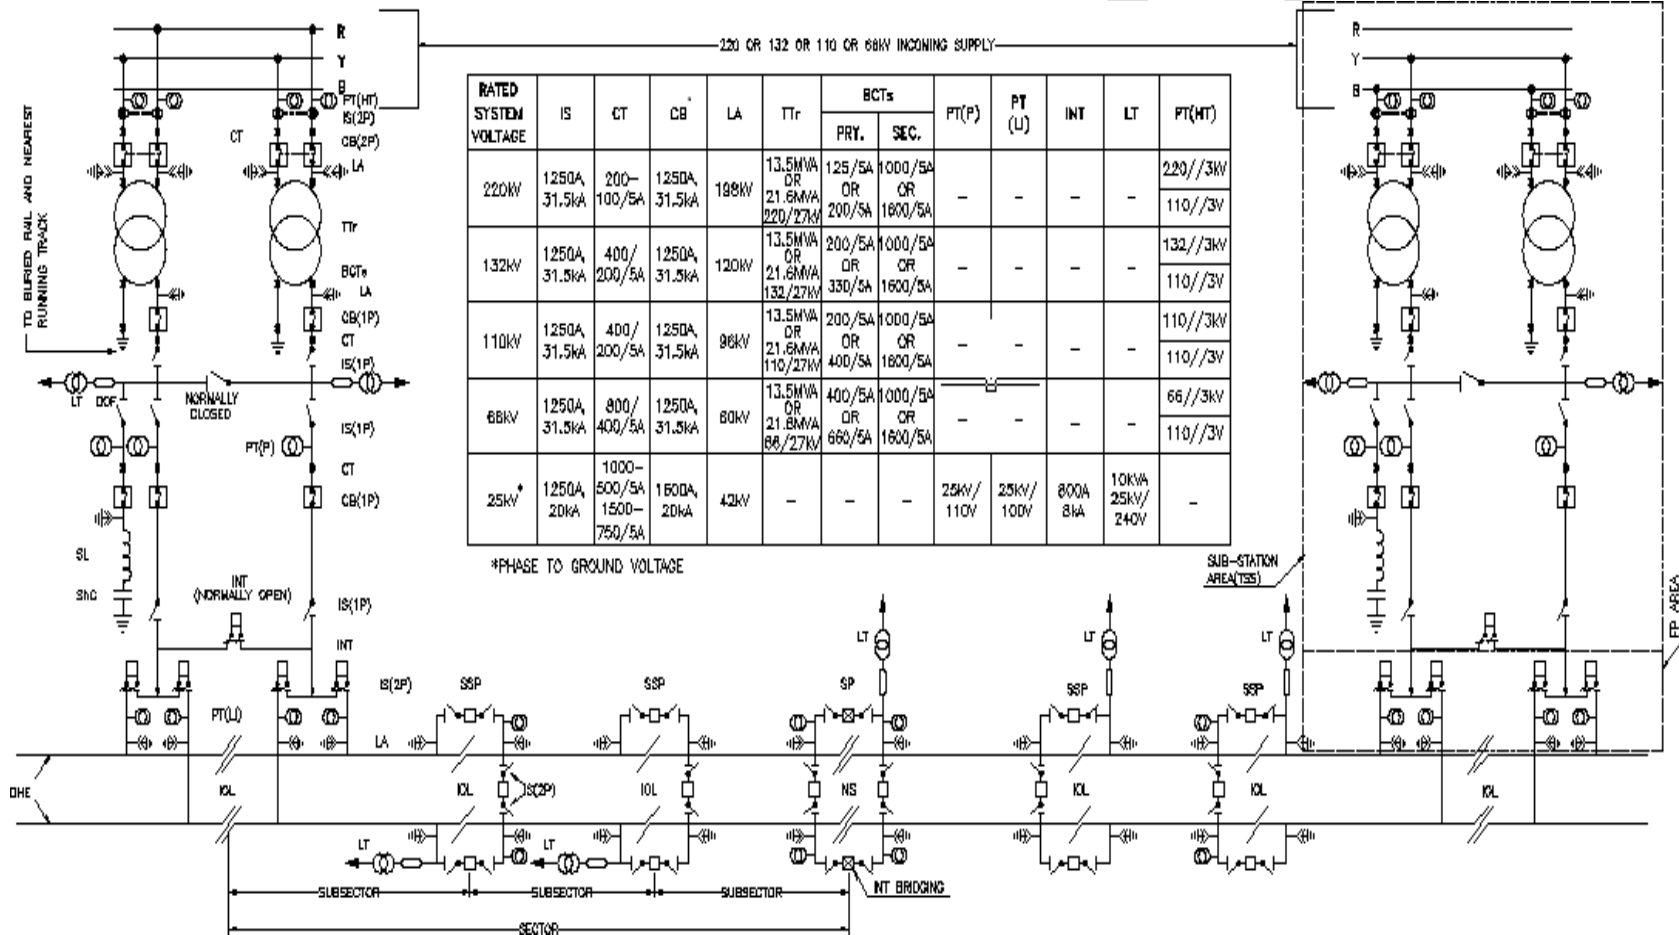 220 OR 132 OR 110 OR 66kV INCOMING SUPPLY
R
Y
B
PT(HT)
IS(2P)
CT
CB(2P)
LA
TTr
BCTs
LA
CB(1P)
CT
IS(1P)
TO BURIED RAIL AND NEAREST
RUNNING TRACK
LT
DOF
NORMALLY
CLOSED
IS(1P)
PT(P)
CT
CB(1P)
SL
ShC
INT
(NORMALLY OPEN)
IS(1P)
INT
IS(2P)
PT(LI)
LA
RATED SYSTEM VOLTAGE IS CT CB* LA TTr BCTs PT(P) PT (LI) INT LT PT(HT)
PRY. SEC.
220kV 1250A, 31.5kA 200-100/5A 1250A, 31.5kA 198kV 13.5MVA OR 21.6MVA 220/27kV 125/5A OR 200/5A 1000/5A OR 1600/5A – – – – 220//3kV 110//3V
132kV 1250A, 31.5kA 400/200/5A 1250A, 31.5kA 120kV 13.5MVA OR 21.6MVA 132/27kV 200/5A OR 330/5A 1000/5A OR 1600/5A – – – – 132//3kV 110//3V
110kV 1250A, 31.5kA 400/200/5A 1250A, 31.5kA 96kV 13.5MVA OR 21.6MVA 110/27kV 200/5A OR 400/5A 1000/5A OR 1600/5A – – – – 110//3kV 110//3V
66kV 1250A, 31.5kA 800/400/5A 1250A, 31.5kA 60kV 13.5MVA OR 21.6MVA 66/27kV 400/5A OR 660/5A 1000/5A OR 1600/5A – – – – 66//3kV 110//3V
25kV* 1250A, 20kA 1000-500/5A 1500-750/5A 1600A, 20kA 42kV – – – 25kV/110V 25kV/100V 800A 8kA 10kVA 25kV/240V –
*PHASE TO GROUND VOLTAGE
R
Y
B
SUB-STATION
AREA(TSS)
FP AREA
LT
LT
LT
SSP
SSP
SP
SSP
SSP
OHE
IOL
IOL
IS(2P)
IOL
NS
IOL
IOL
IOL
LT
LT
INT BRIDGING
SUBSECTOR
SUBSECTOR
SUBSECTOR
SECTOR